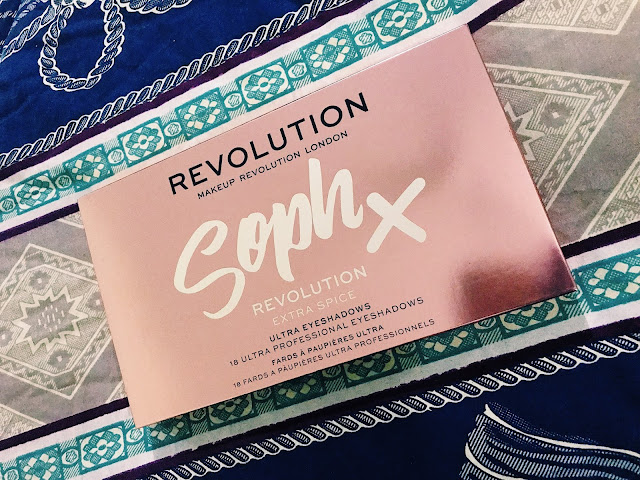 REVOLUTION
MAKEUP REVOLUTION LONDON
Soph X
REVOLUTION
EXTRA SPICE
ULTRA EYESHADOWS
18 ULTRA PROFESSIONAL EYESHADOWS
FARDS A PAUPIÈRES ULTRA
18 FARDS A PAUPIÈRES ULTRA PROFESSIONNELS